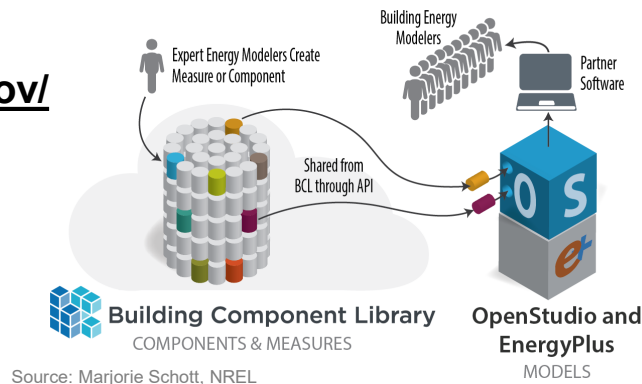 ov/
Expert Energy Modelers Create
Measure or Component
Building Energy
Modelers
Partner
Software
Shared from
BCL through API
O S
e+
Building Component Library
COMPONENTS & MEASURES
OpenStudio and
EnergyPlus
MODELS
Source: Marjorie Schott, NREL